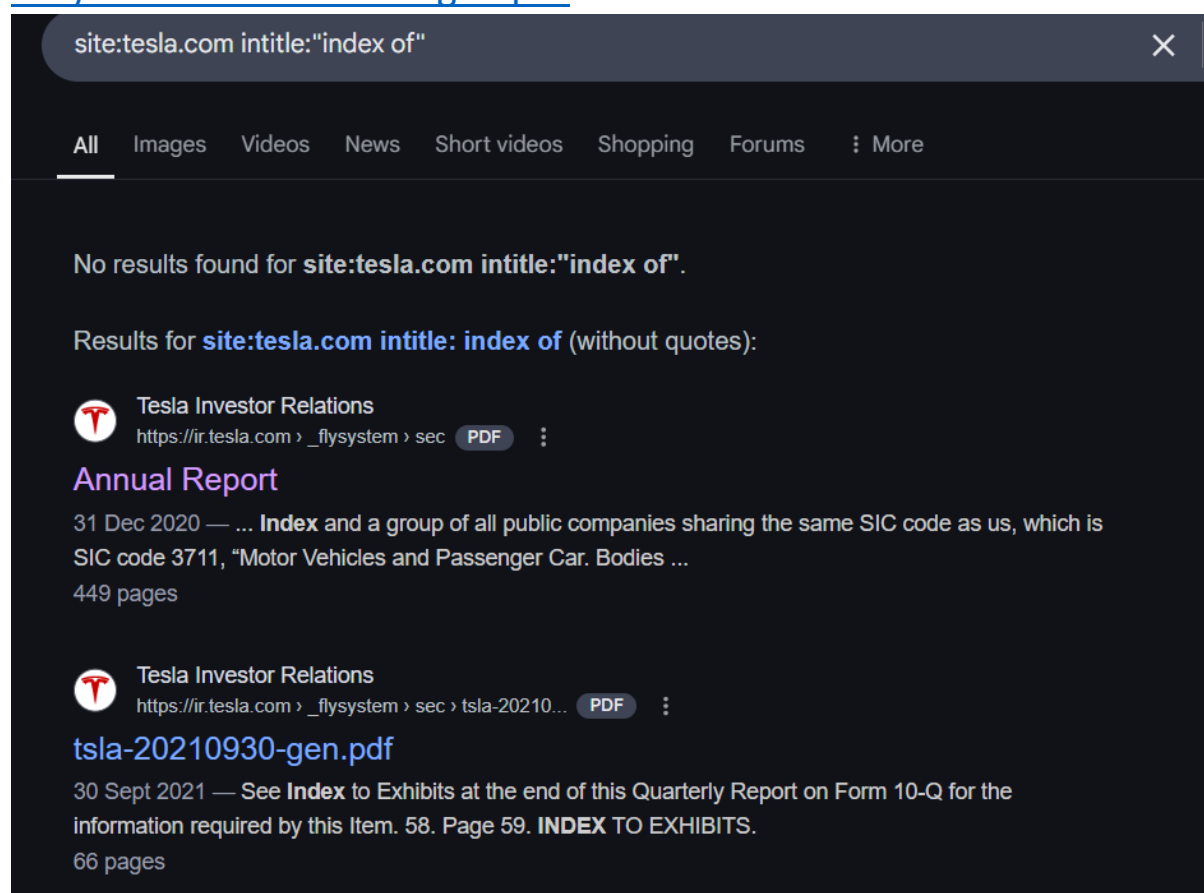 site:tesla.com intitle:"index of"
All Images Videos News Short videos Shopping Forums More
No results found for site:tesla.com intitle:"index of".
Results for site:tesla.com intitle: index of (without quotes):
Tesla Investor Relations
https://ir.tesla.com › _flysystem › sec PDF
Annual Report
31 Dec 2020 — ... Index and a group of all public companies sharing the same SIC code as us, which is
SIC code 3711, “Motor Vehicles and Passenger Car. Bodies ...
449 pages
Tesla Investor Relations
https://ir.tesla.com › _flysystem › sec › tsla-20210... PDF
tsla-20210930-gen.pdf
30 Sept 2021 — See Index to Exhibits at the end of this Quarterly Report on Form 10-Q for the
information required by this Item. 58. Page 59. INDEX TO EXHIBITS.
66 pages